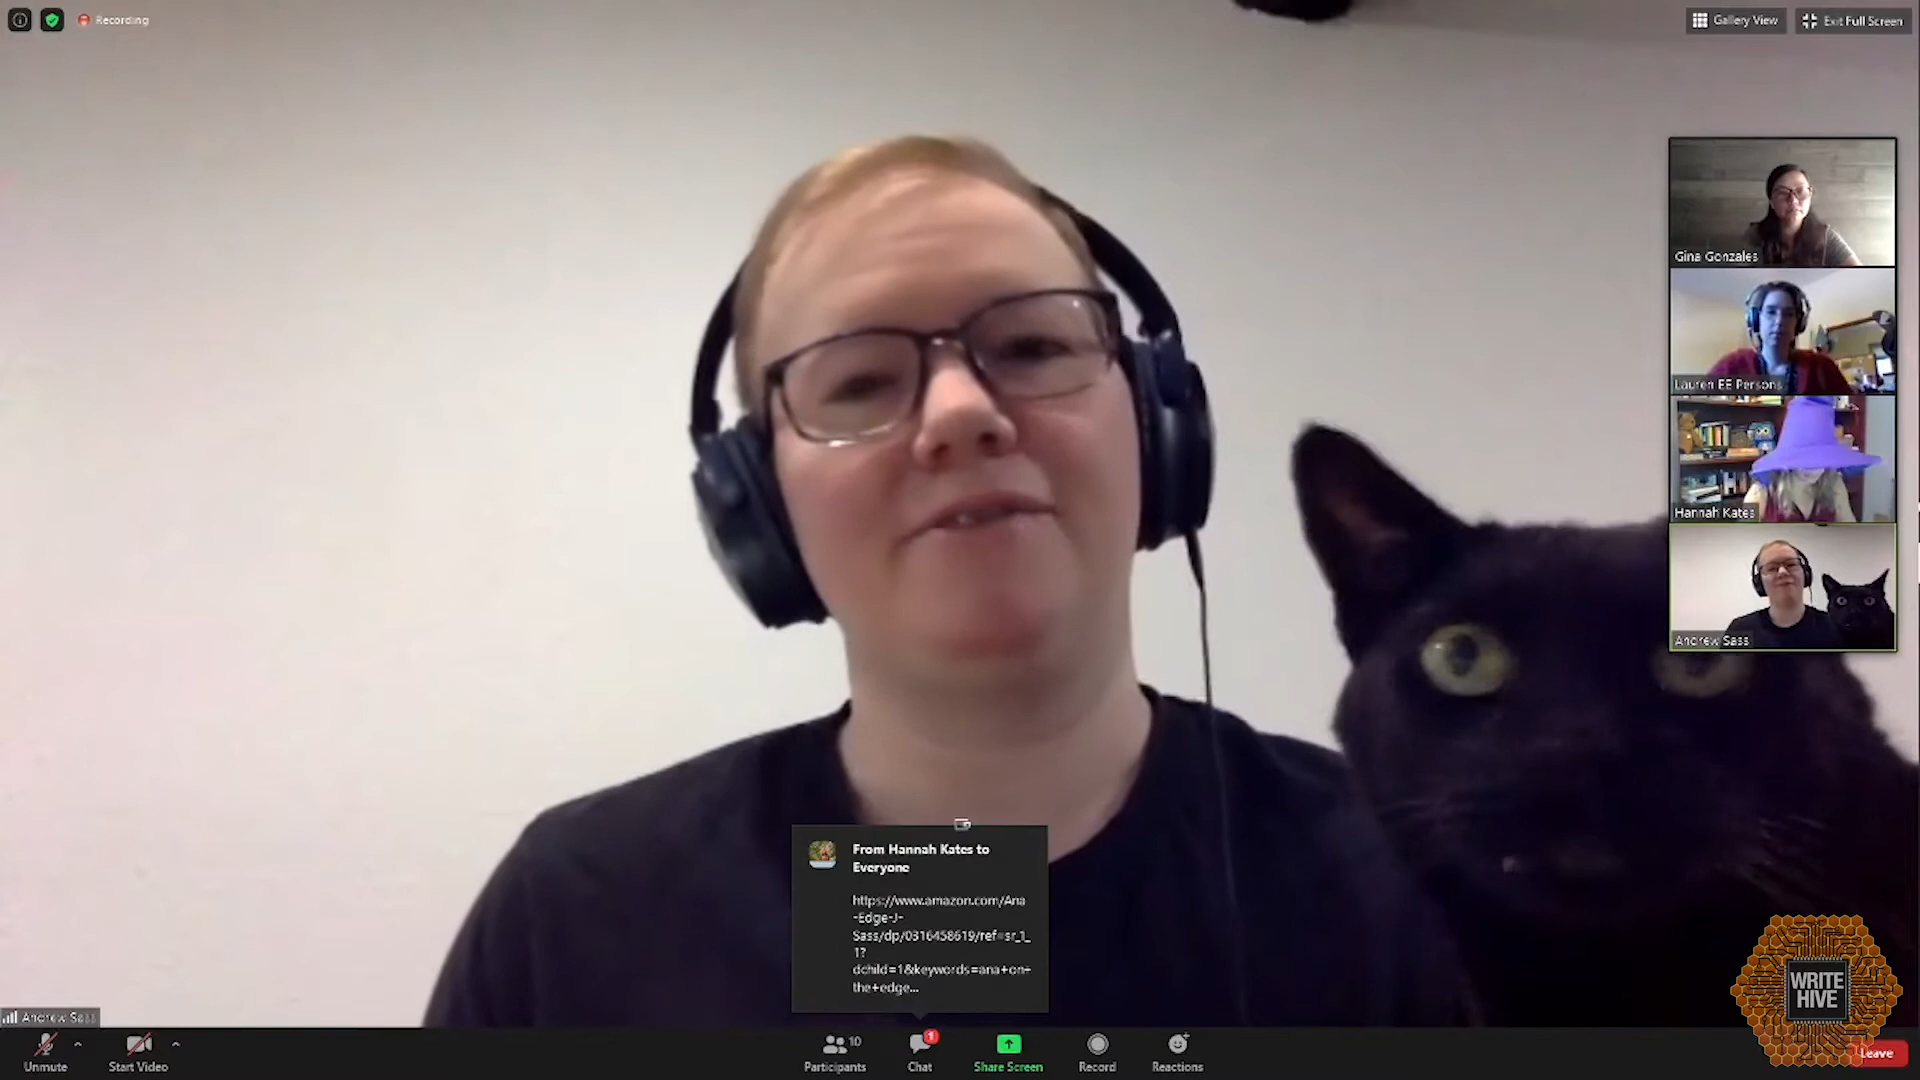 Recording
Gallery View
Exit Full Screen
Gina Gonzales
Lauren EE Persons
Hannah Kates
Andrew Sass
From Hannah Kates to
Everyone
https://www.amazon.com/Ana
-Edge-J-
Sass/dp/0316458619/ref=sr_1_
1?
dchild=1&keywords=ana+on+
the+edge...
WRITE
HIVE
Andrew Sass
Unmute
Start Video
10
Participants
1
Chat
Share Screen
Record
Reactions
Leave